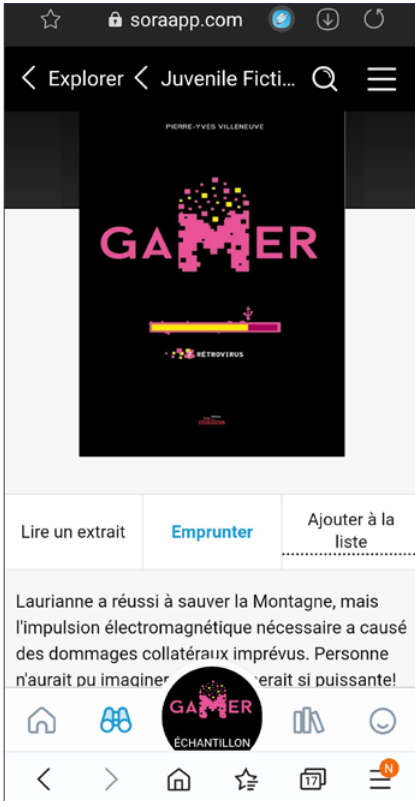 soraapp.com
Explorer
Juvenile Ficti...
PIERRE-YVES VILLENEUVE
GAMER
RÉTROVIRUS
Lire un extrait
Emprunter
Ajouter à la
liste
Laurianne a réussi à sauver la Montagne, mais
l'impulsion électromagnétique nécessaire a causé
des dommages collatéraux imprévus. Personne
n'aurait pu imaginer erait si puissante!
GAMER
ÉCHANTILLON
17
N